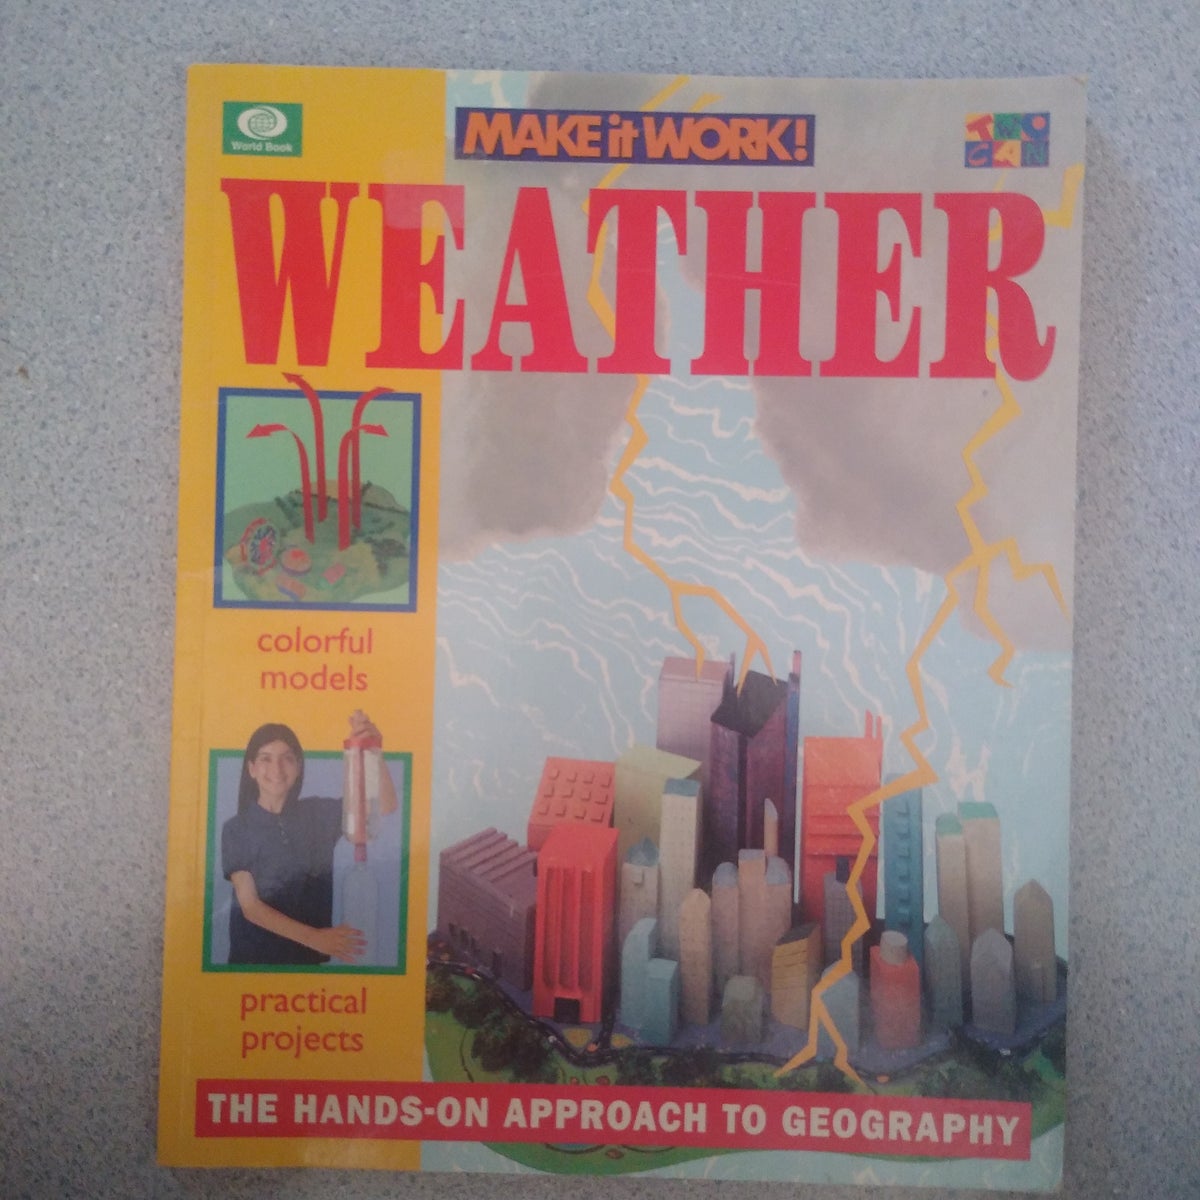 World Book
MAKE it WORK!
TWO
CAN
WEATHER
colorful
models
practical
projects
THE HANDS-ON APPROACH TO GEOGRAPHY